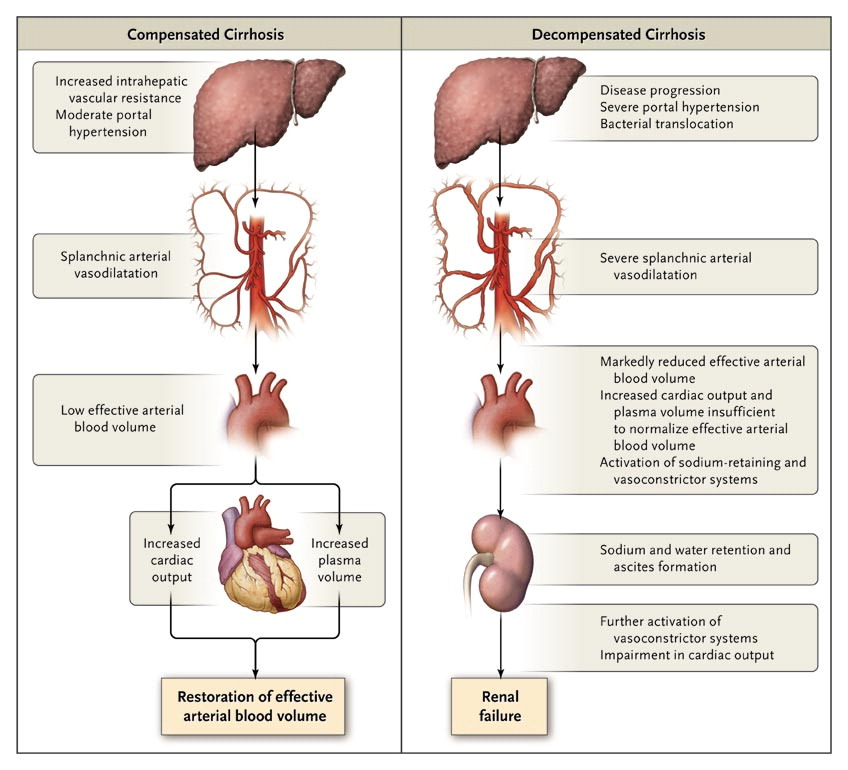 Compensated Cirrhosis
Increased intrahepatic
vascular resistance
Moderate portal
hypertension
Splanchnic arterial
vasodilatation
Low effective arterial
blood volume
Increased
cardiac
output
Increased
plasma
volume
Restoration of effective
arterial blood volume
Decompensated Cirrhosis
Disease progression
Severe portal hypertension
Bacterial translocation
Severe splanchnic arterial
vasodilatation
Markedly reduced effective arterial
blood volume
Increased cardiac output and
plasma volume insufficient
to normalize effective arterial
blood volume
Activation of sodium-retaining and
vasoconstrictor systems
Sodium and water retention and
ascites formation
Further activation of
vasoconstrictor systems
Impairment in cardiac output
Renal
failure